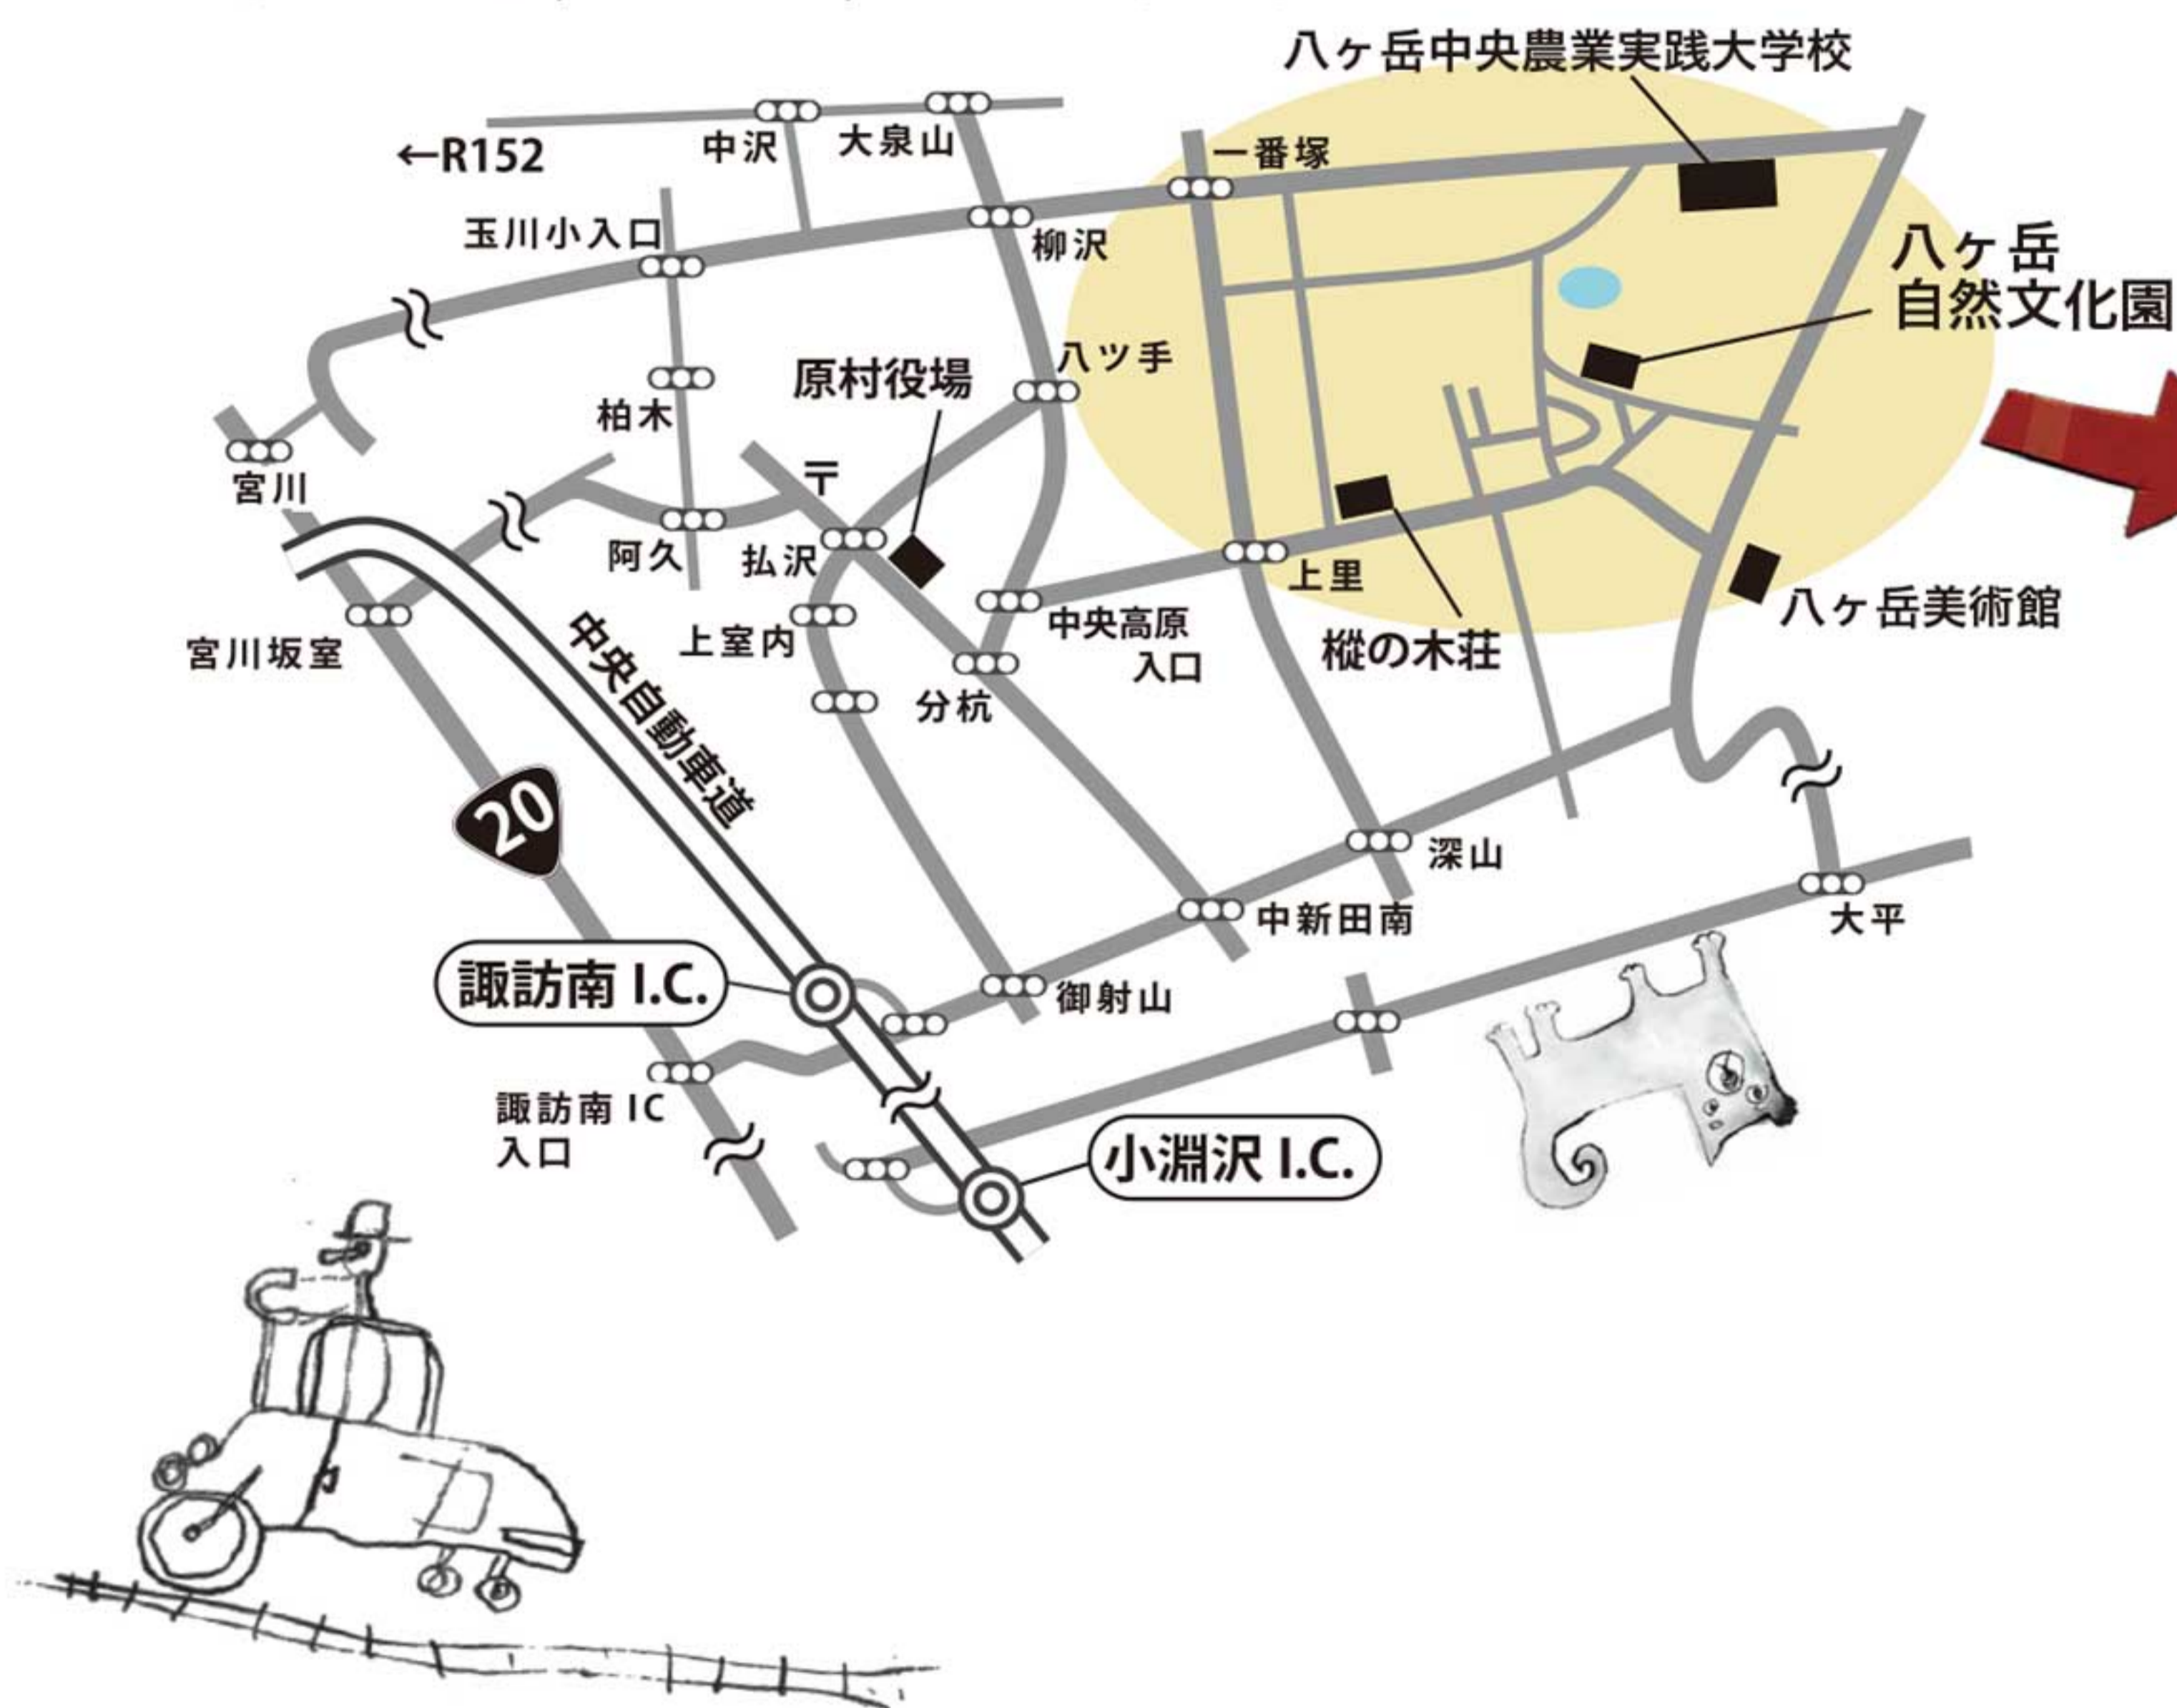 八ヶ岳中央農業実践大学校
中沢
大泉山
←R152
一番塚
玉川小入口
柳沢
八ヶ岳
自然文化園
八ツ手
原村役場
柏木
〒
宮川
阿久
払沢
上里
中央高原
入口
八ヶ岳美術館
宮川坂室
上室内
樅の木荘
分杭
中央自動車道
20
深山
中新田南
大平
諏訪南 I.C.
御射山
諏訪南 IC
入口
小淵沢 I.C.